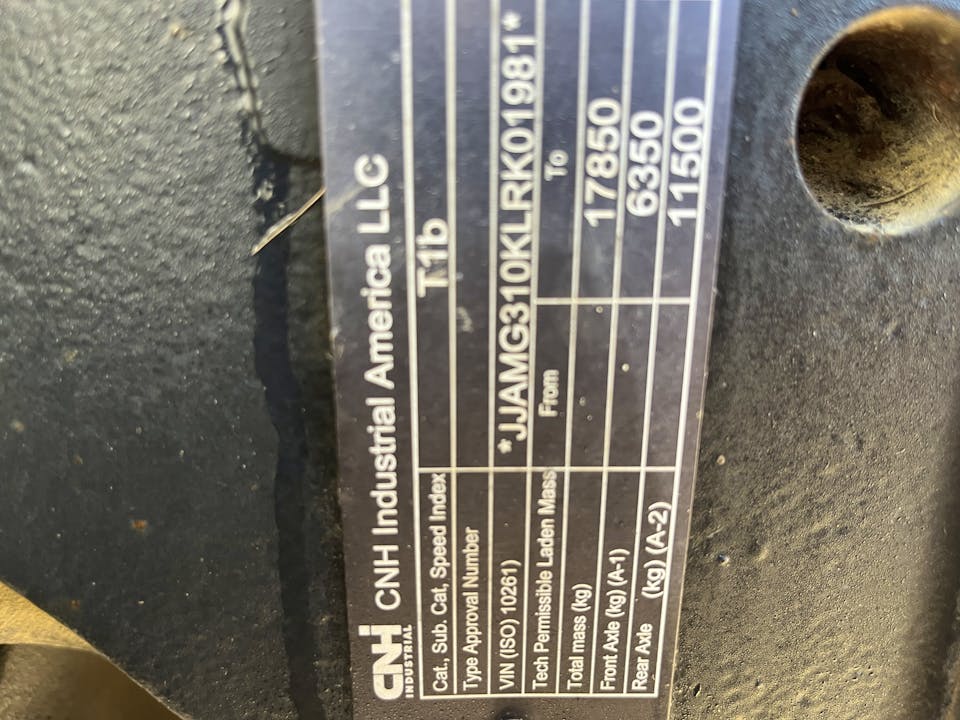 CNH INDUSTRIAL CNH Industrial America LLC
Cat., Sub. Cat, Speed Index T1b
Type Approval Number
VIN (ISO) 10261) *JJAMG310KLRK01981*
Tech Permissible Laden Mass From To
Total mass (kg) 17850
Front Axle (kg) (A-1) 6350
Rear Axle (kg) (A-2) 11500